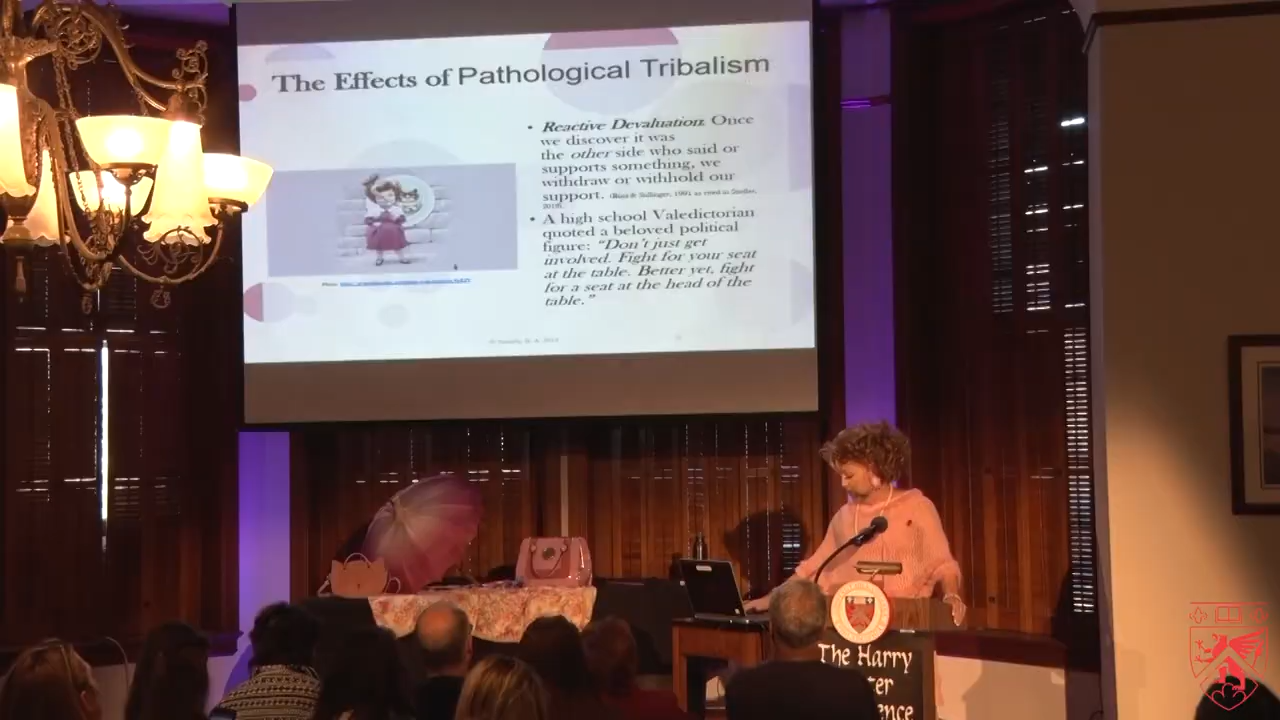 The Effects of Pathological Tribalism
• Reactive Devaluation: Once
we discover it was
the other side who said or
supports something, we
withdraw or withhold our
support.
• A high school Valedictorian
quoted a beloved political
figure: “Don’t just get
involved. Fight for your seat
at the table. Better yet, fight
for a seat at the head of the
table.”
The Harry